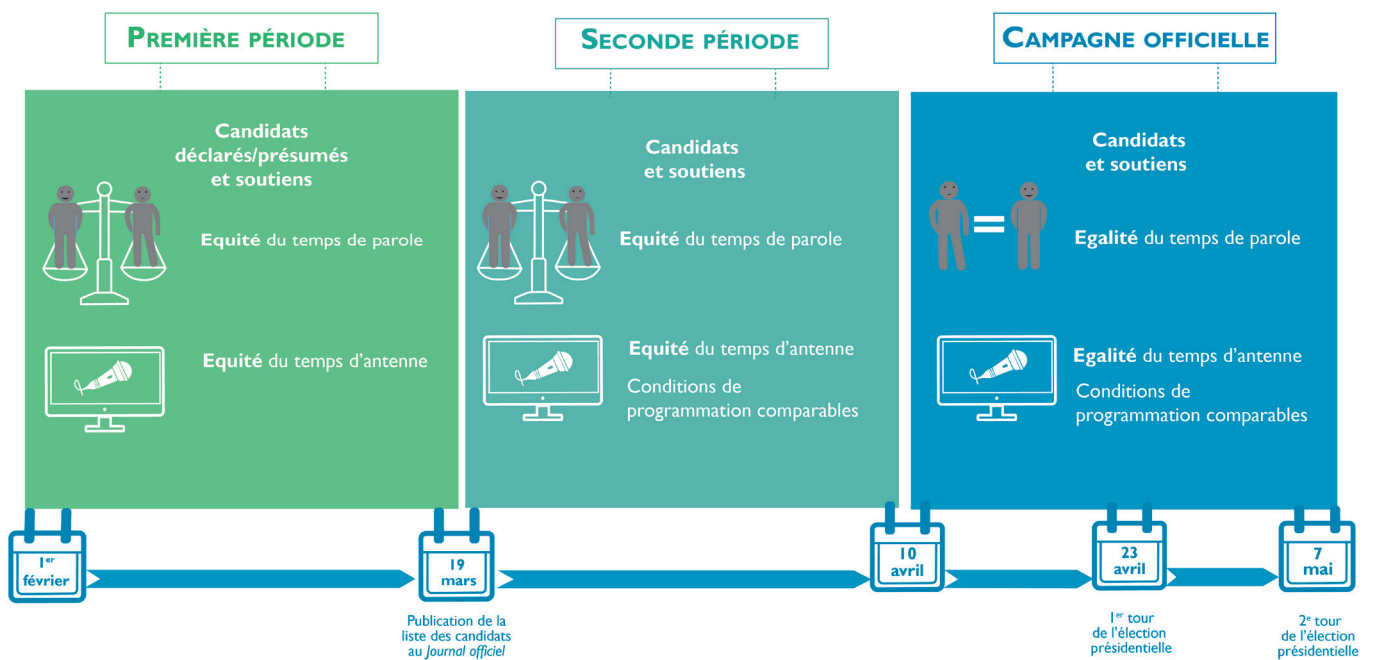 PREMIÈRE PÉRIODE
Candidats
déclarés/présumés
et soutiens
Equité du temps de parole
Equité du temps d'antenne
SECONDE PÉRIODE
Candidats
et soutiens
Equité du temps de parole
Equité du temps d'antenne
Conditions de
programmation comparables
CAMPAGNE OFFICIELLE
Candidats
et soutiens
Egalité du temps de parole
Egalité du temps d'antenne
Conditions de
programmation comparables
1er
février
19
mars
Publication de la
liste des candidats
au Journal officiel
10
avril
23
avril
1er tour
de l'élection
présidentielle
7
mai
2e tour
de l'élection
présidentielle